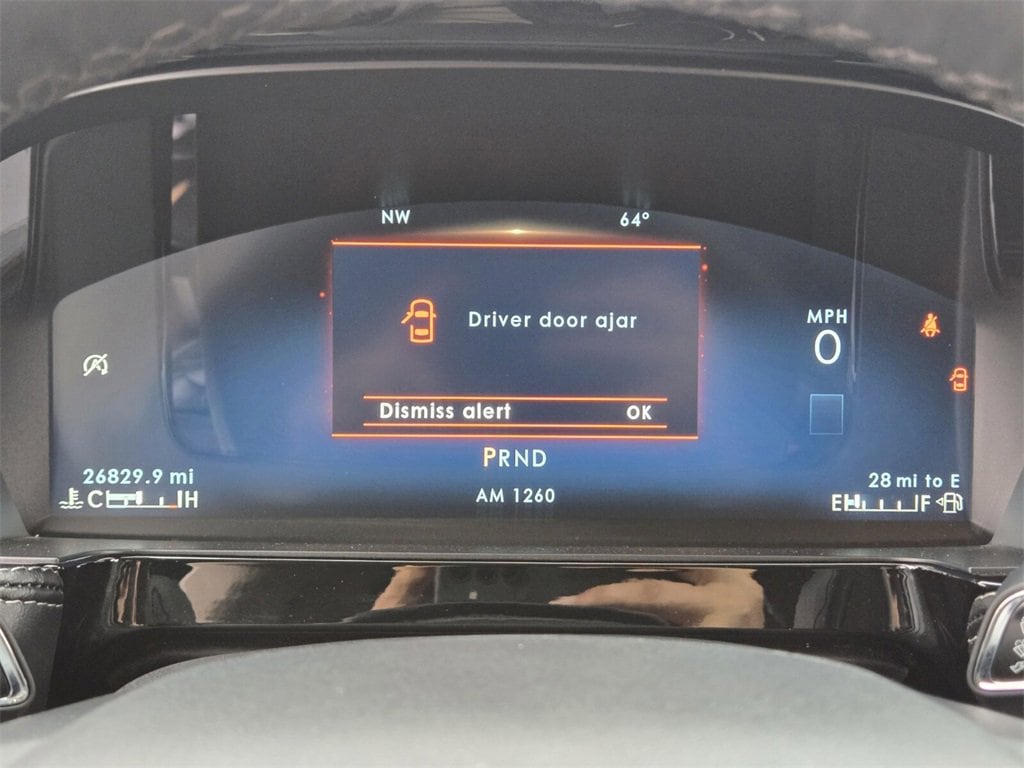 NW 64°
Driver door ajar
MPH
0
Dismiss alert OK
PRND
26829.9 mi 28 mi to E
C H AM 1260 E F